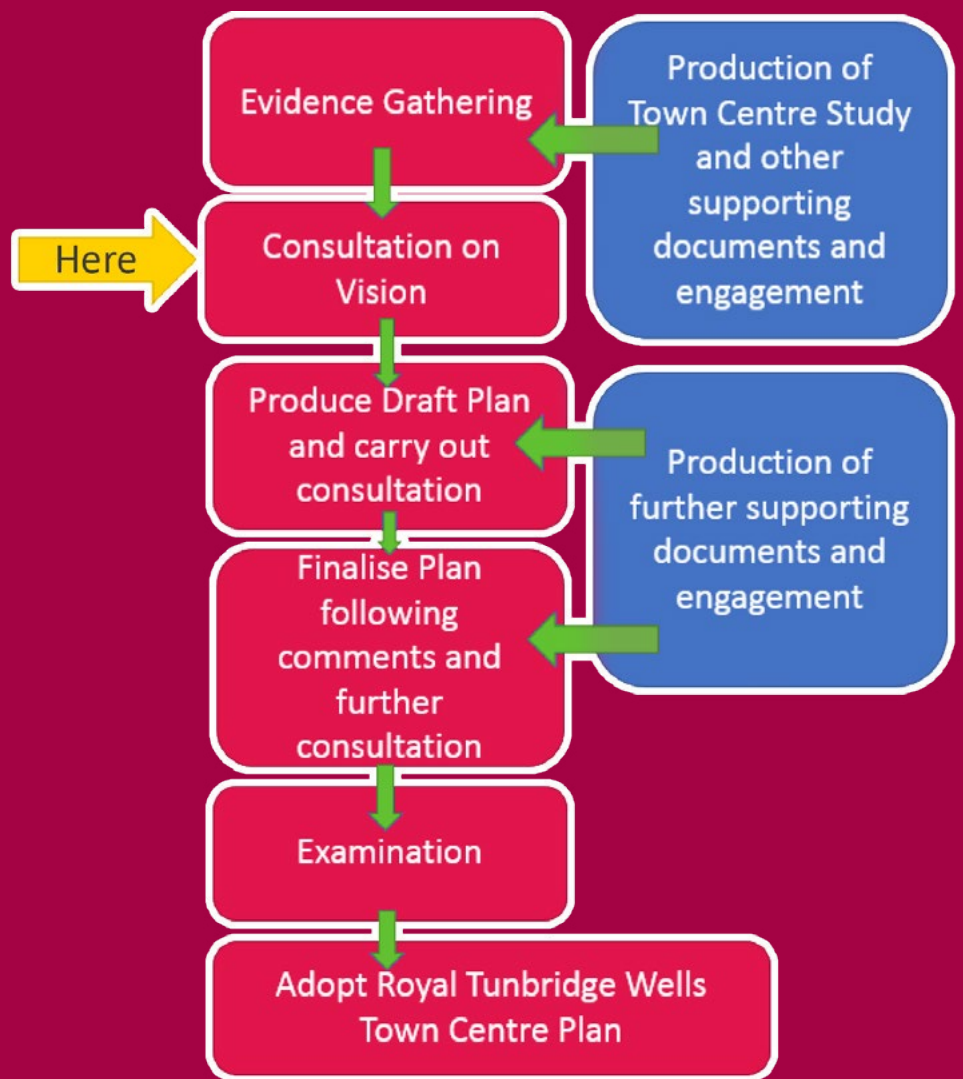 Evidence Gathering
Production of
Town Centre Study
and other
supporting
documents and
engagement
Here
Consultation on
Vision
Produce Draft Plan
and carry out
consultation
Production of
further supporting
documents and
engagement
Finalise Plan
following
comments and
further
consultation
Examination
Adopt Royal Tunbridge Wells
Town Centre Plan